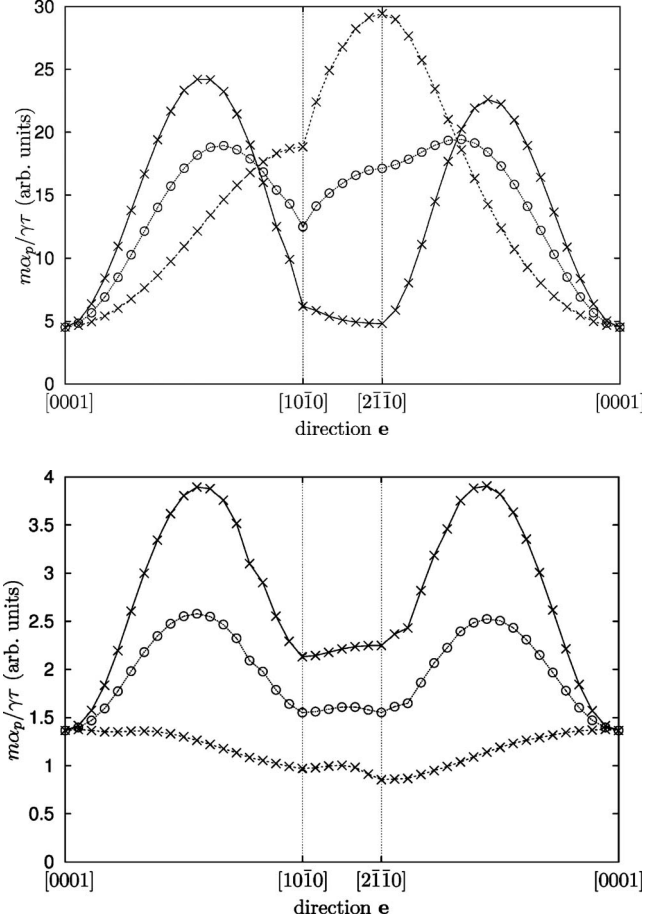 30
25
20
15
10
5
0
mα_p/γτ (arb. units)
[0001] [101̄0] [21̄1̄0] [0001]
direction e
4
3.5
3
2.5
2
1.5
1
0.5
0
mα_p/γτ (arb. units)
[0001] [101̄0] [21̄1̄0] [0001]
direction e